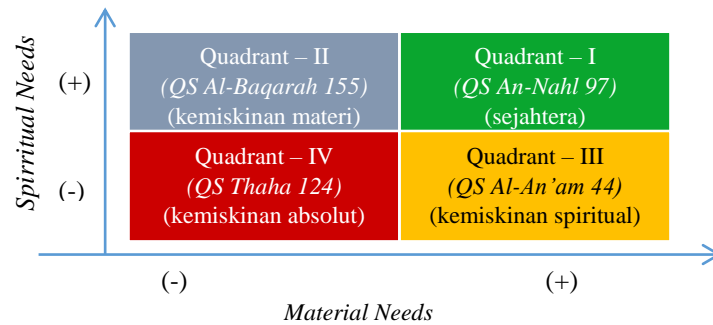 Spirritual Needs
(+)
(-)
Quadrant – II
(QS Al-Baqarah 155)
(kemiskinan materi)
Quadrant – I
(QS An-Nahl 97)
(sejahtera)
Quadrant – IV
(QS Thaha 124)
(kemiskinan absolut)
Quadrant – III
(QS Al-An’am 44)
(kemiskinan spiritual)
(-)
(+)
Material Needs